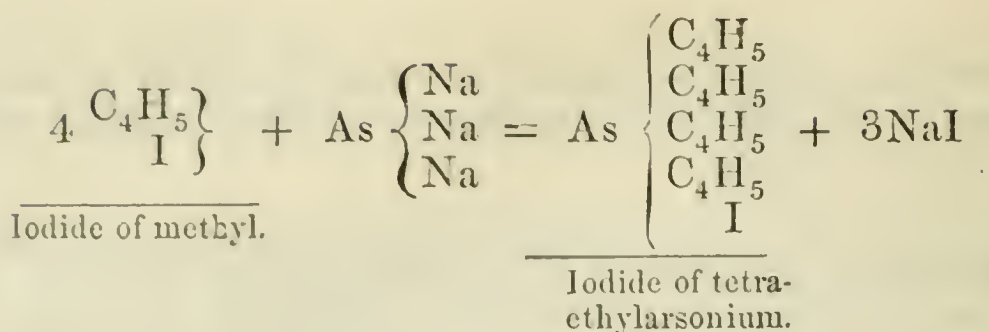 4 C₄H₅ I } + As { Na Na Na = As { C₄H₅ C₄H₅ C₄H₅ C₄H₅ I + 3NaI
Iodide of methyl.
Iodide of tetra-
ethylarsonium.